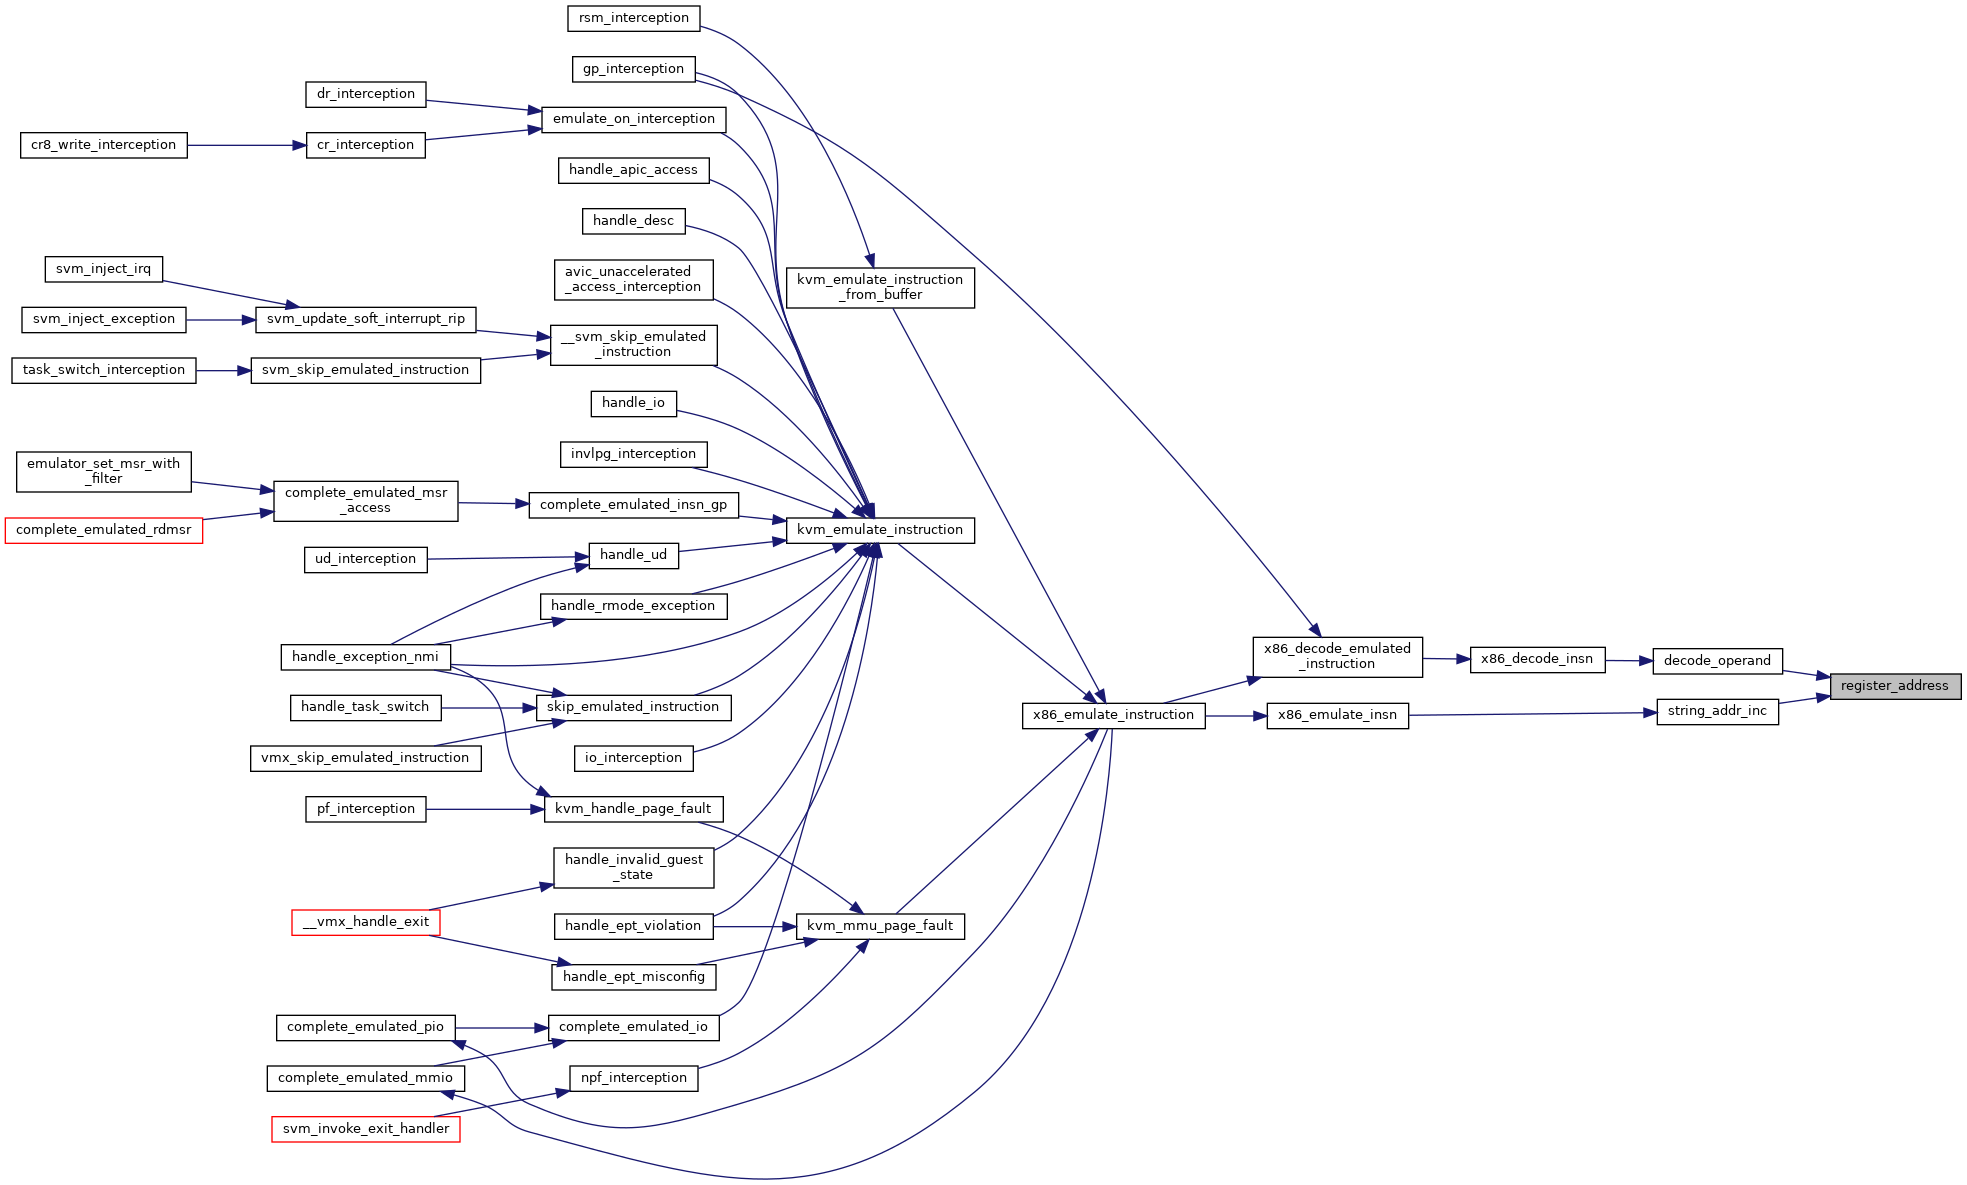 rsm_interception
gp_interception
dr_interception
emulate_on_interception
cr8_write_interception
cr_interception
handle_apic_access
handle_desc
avic_unaccelerated
_access_interception
kvm_emulate_instruction
_from_buffer
svm_inject_irq
svm_inject_exception
svm_update_soft_interrupt_rip
__svm_skip_emulated
_instruction
task_switch_interception
svm_skip_emulated_instruction
handle_io
invlpg_interception
emulator_set_msr_with
_filter
complete_emulated_msr
_access
complete_emulated_insn_gp
complete_emulated_rdmsr
kvm_emulate_instruction
ud_interception
handle_ud
handle_rmode_exception
handle_exception_nmi
x86_decode_emulated
_instruction
x86_decode_insn
decode_operand
register_address
handle_task_switch
skip_emulated_instruction
x86_emulate_instruction
x86_emulate_insn
string_addr_inc
vmx_skip_emulated_instruction
io_interception
pf_interception
kvm_handle_page_fault
handle_invalid_guest
_state
__vmx_handle_exit
handle_ept_violation
kvm_mmu_page_fault
handle_ept_misconfig
complete_emulated_pio
complete_emulated_io
complete_emulated_mmio
npf_interception
svm_invoke_exit_handler